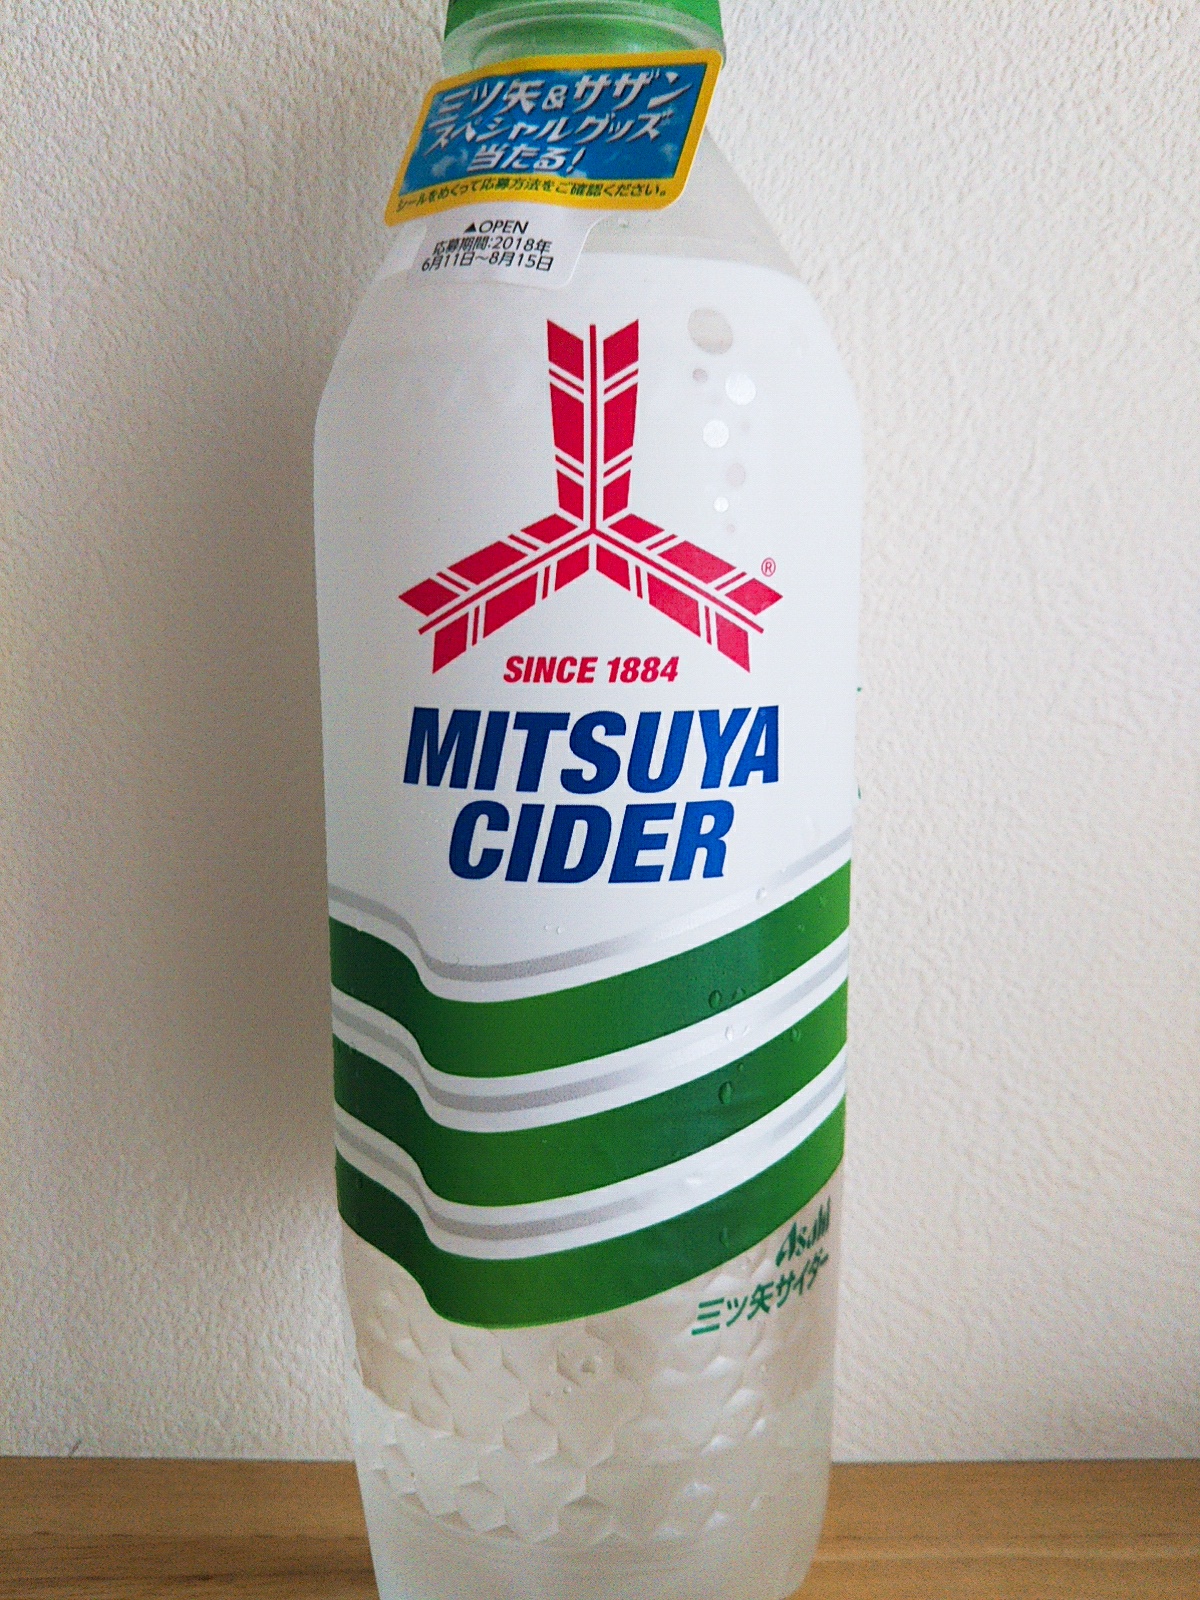 三ツ矢&サザン
スペシャルグッズ
当たる!
シールをめくって応募方法をご確認ください。
▲OPEN
応募期間:2018年
6月11日~8月15日
®
SINCE 1884
MITSUYA
CIDER
Asahi
三ツ矢サイダー